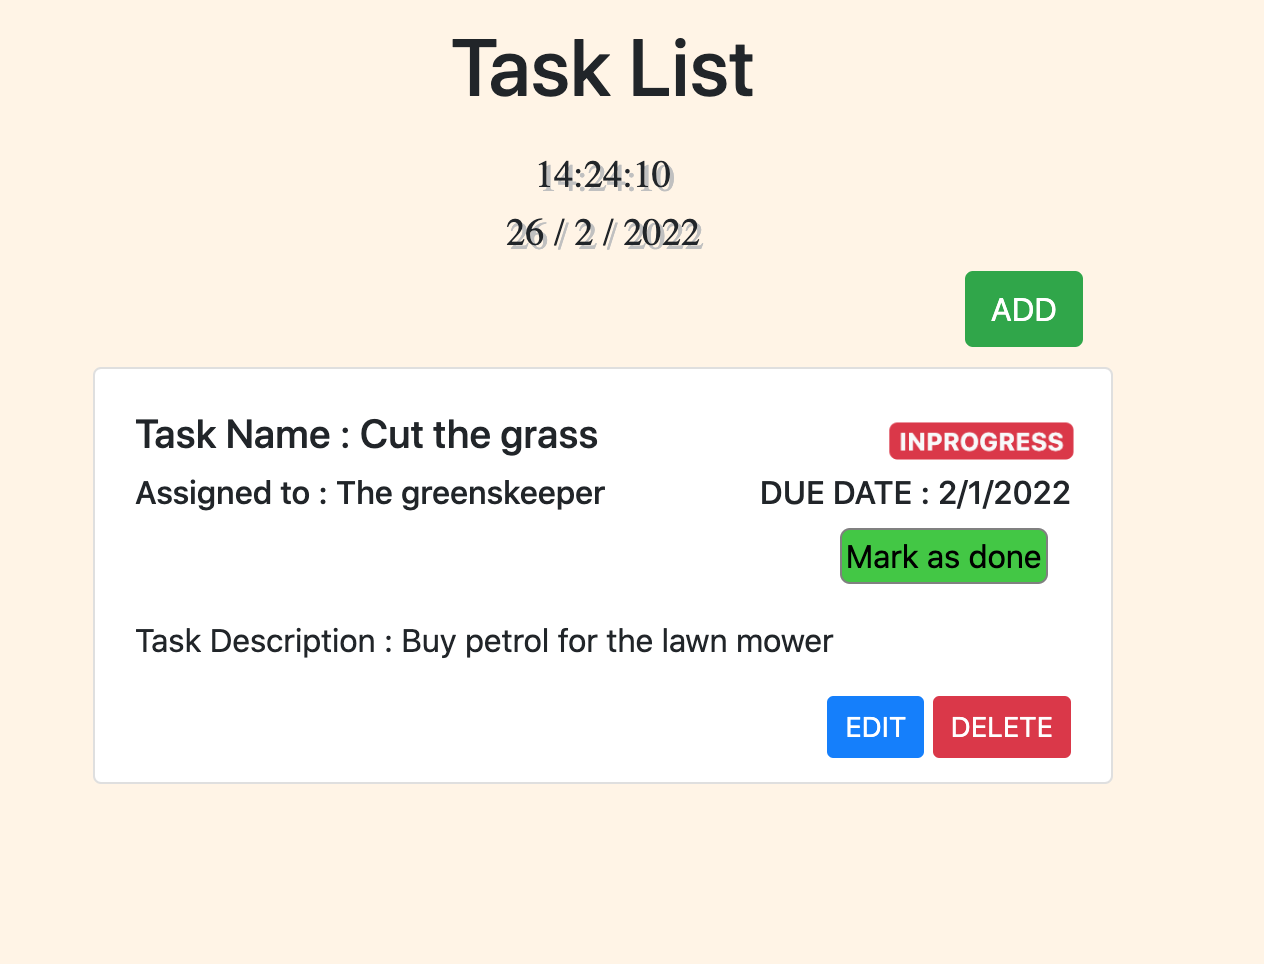 Task List
14:24:10
26 / 2 / 2022
ADD
Task Name : Cut the grass
INPROGRESS
Assigned to : The greenskeeper
DUE DATE : 2/1/2022
Mark as done
Task Description : Buy petrol for the lawn mower
EDIT
DELETE